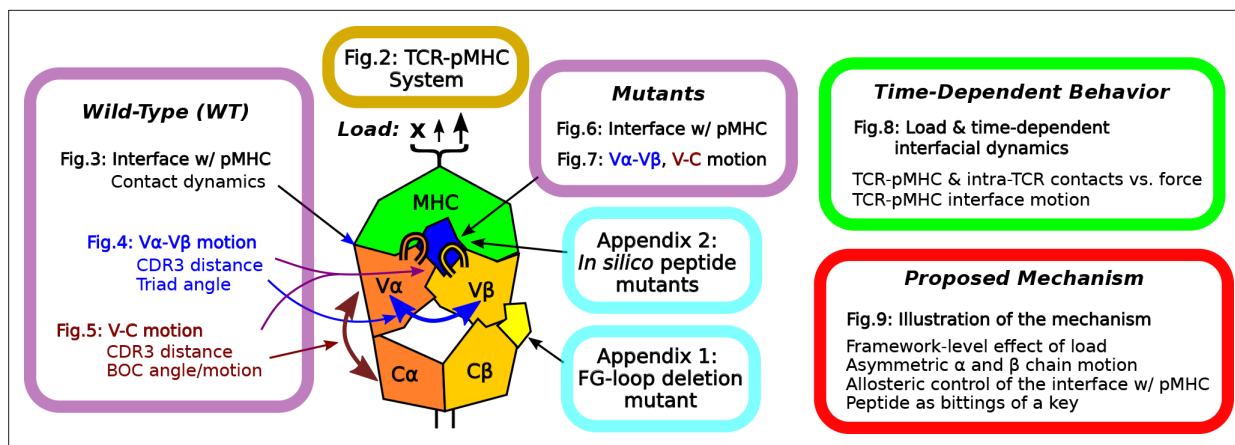 Fig.2: TCR-pMHC
System
Wild-Type (WT)
Fig.3: Interface w/ pMHC
Contact dynamics
Fig.4: Vα-Vβ motion
CDR3 distance
Triad angle
Fig.5: V-C motion
CDR3 distance
BOC angle/motion
Load: x
MHC
Vα
Vβ
Cα
Cβ
Mutants
Fig.6: Interface w/ pMHC
Fig.7: Vα-Vβ, V-C motion
Appendix 2:
In silico peptide
mutants
Appendix 1:
FG-loop deletion
mutant
Time-Dependent Behavior
Fig.8: Load & time-dependent
interfacial dynamics
TCR-pMHC & intra-TCR contacts vs. force
TCR-pMHC interface motion
Proposed Mechanism
Fig.9: Illustration of the mechanism
Framework-level effect of load
Asymmetric α and β chain motion
Allosteric control of the interface w/ pMHC
Peptide as bittings of a key